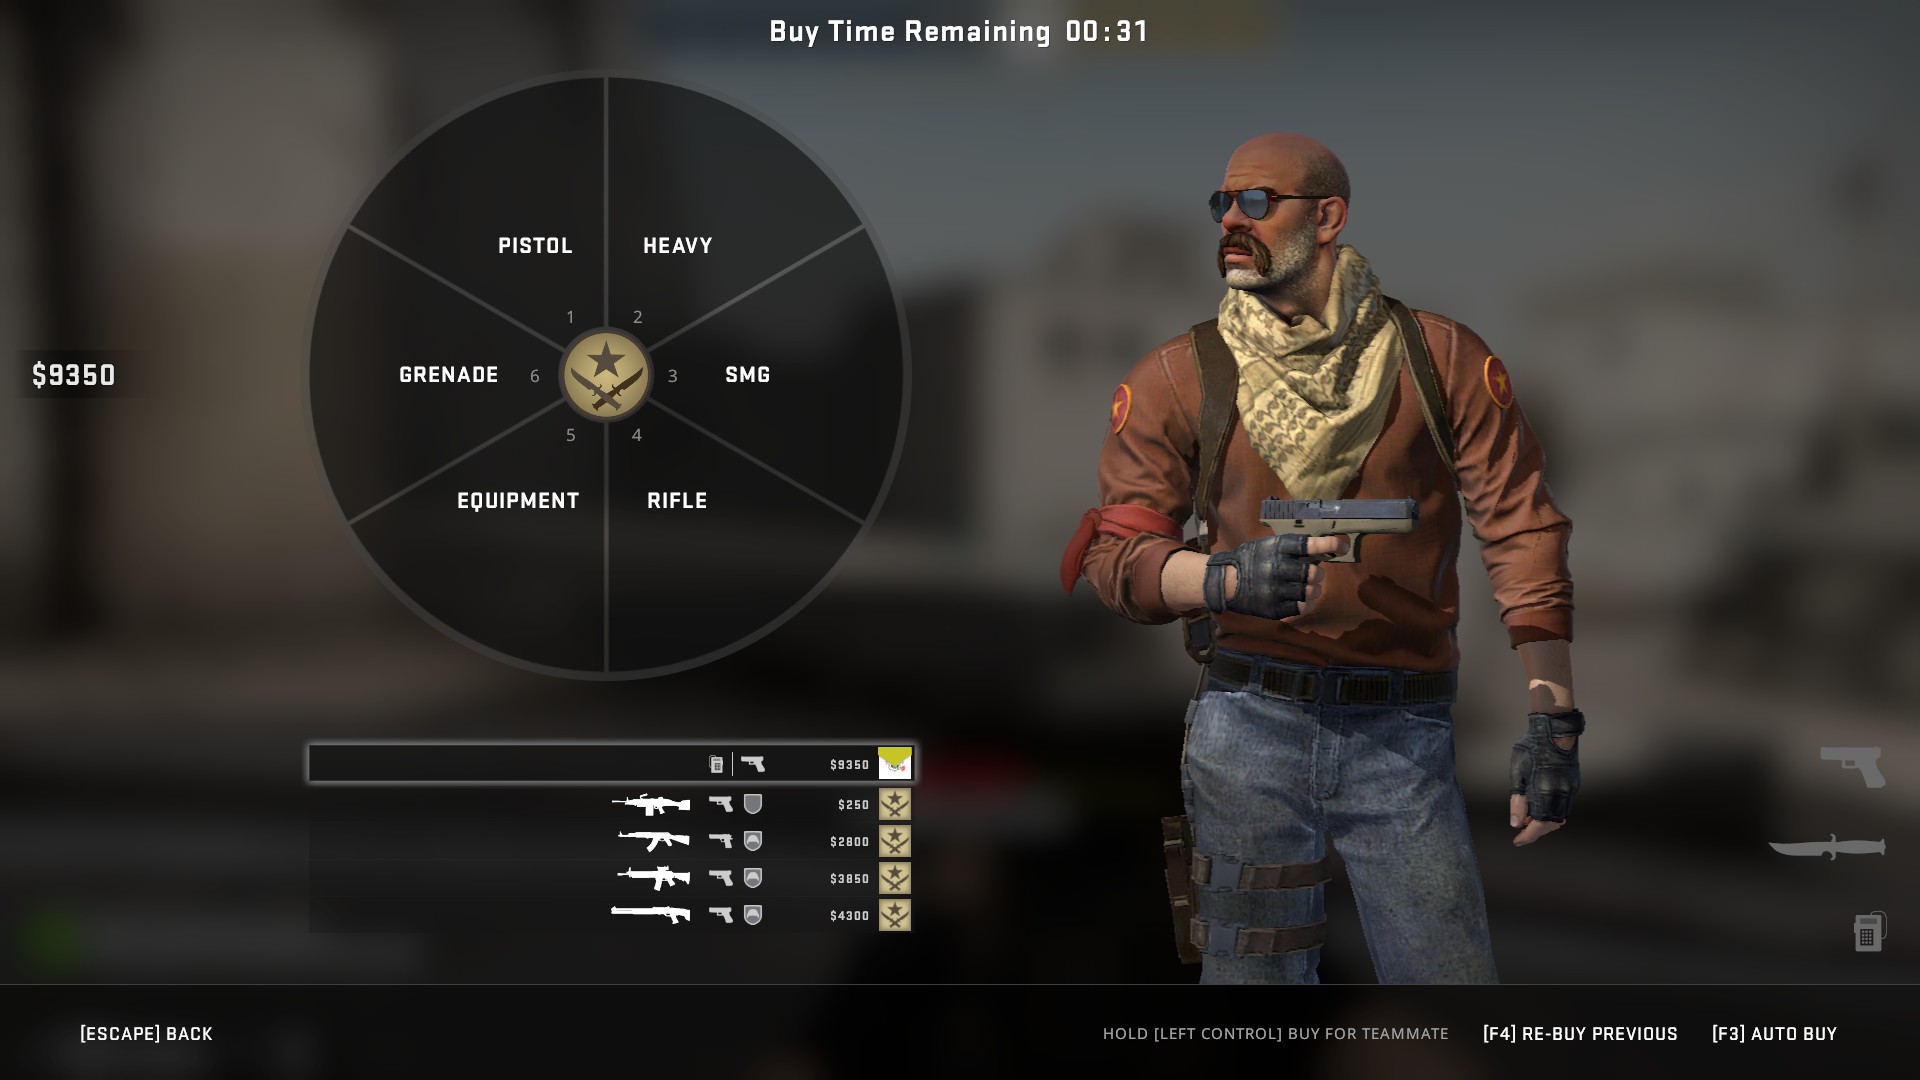 Buy Time Remaining 00:31
PISTOL
HEAVY
1
2
$9350
GRENADE
6
3
SMG
5
4
EQUIPMENT
RIFLE
$9350
$250
$2800
$3850
$4300
[ESCAPE] BACK
HOLD [LEFT CONTROL] BUY FOR TEAMMATE
[F4] RE-BUY PREVIOUS
[F3] AUTO BUY